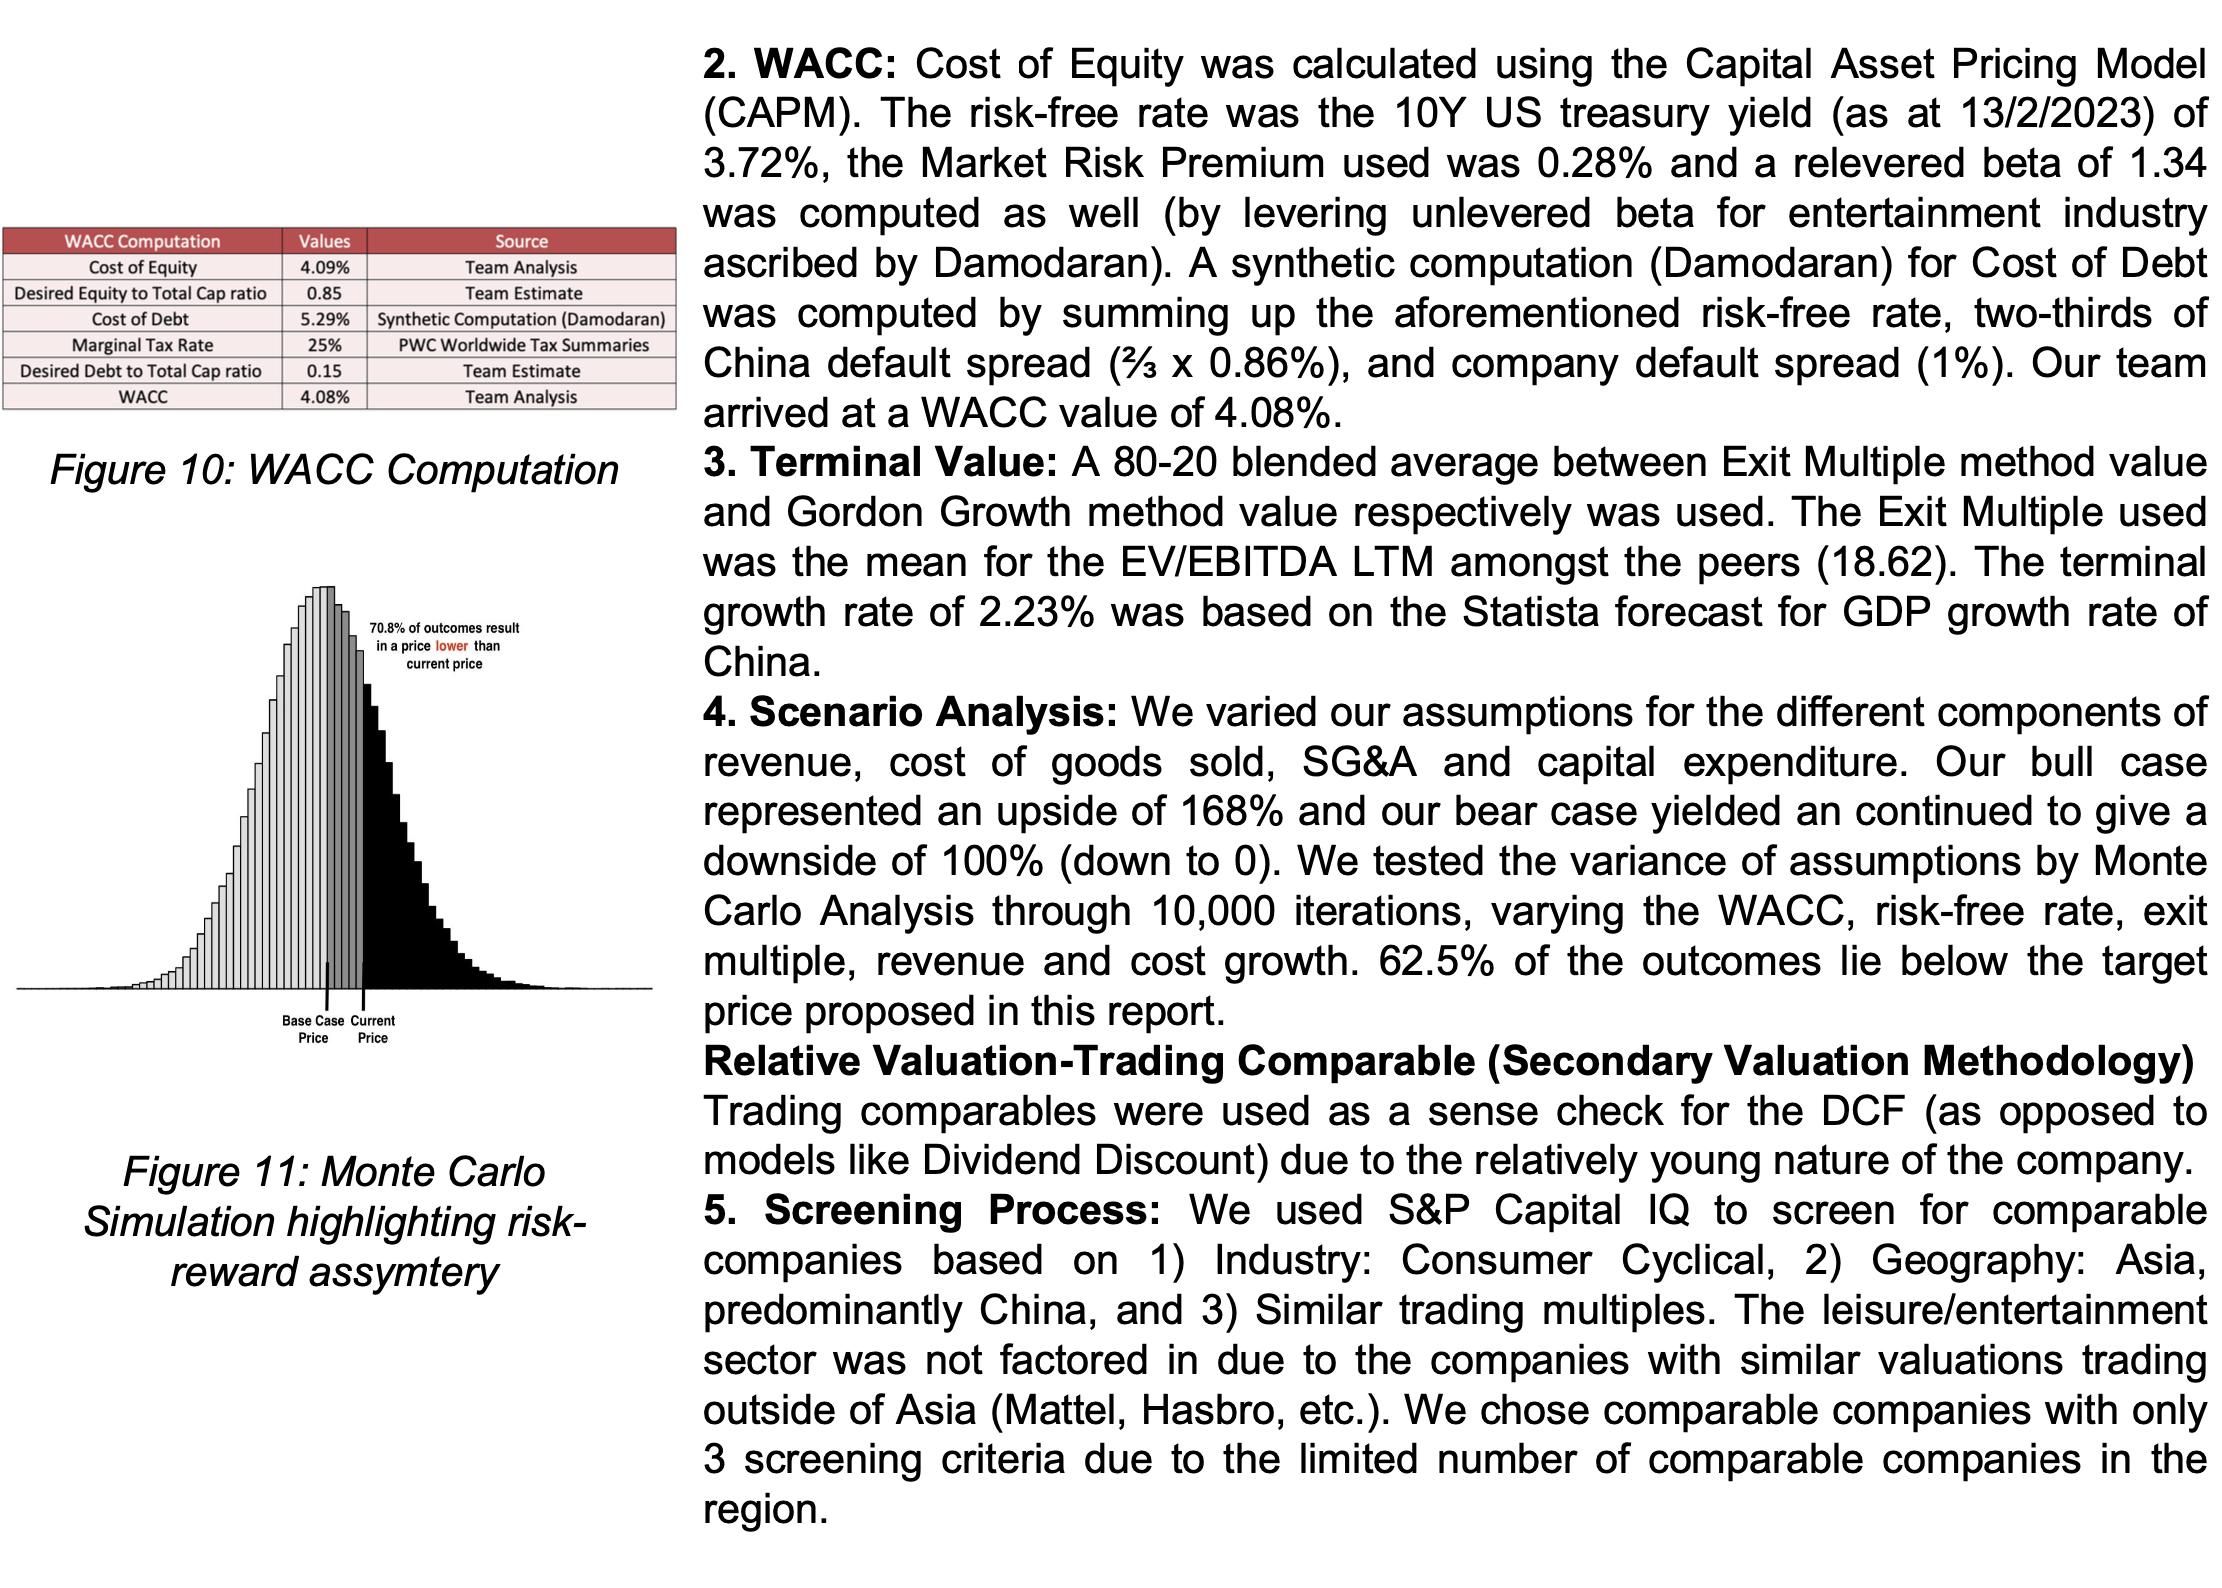 WACC Computation Values Source
Cost of Equity 4.09% Team Analysis
Desired Equity to Total Cap ratio 0.85 Team Estimate
Cost of Debt 5.29% Synthetic Computation (Damodaran)
Marginal Tax Rate 25% PWC Worldwide Tax Summaries
Desired Debt to Total Cap ratio 0.15 Team Estimate
WACC 4.08% Team Analysis
Figure 10: WACC Computation
70.8% of outcomes result
in a price lower than
current price
Base Case Current
Price Price
Figure 11: Monte Carlo
Simulation highlighting risk-
reward assymtery
2. WACC: Cost of Equity was calculated using the Capital Asset Pricing Model
(CAPM). The risk-free rate was the 10Y US treasury yield (as at 13/2/2023) of
3.72%, the Market Risk Premium used was 0.28% and a relevered beta of 1.34
was computed as well (by levering unlevered beta for entertainment industry
ascribed by Damodaran). A synthetic computation (Damodaran) for Cost of Debt
was computed by summing up the aforementioned risk-free rate, two-thirds of
China default spread (⅔ x 0.86%), and company default spread (1%). Our team
arrived at a WACC value of 4.08%.
3. Terminal Value: A 80-20 blended average between Exit Multiple method value
and Gordon Growth method value respectively was used. The Exit Multiple used
was the mean for the EV/EBITDA LTM amongst the peers (18.62). The terminal
growth rate of 2.23% was based on the Statista forecast for GDP growth rate of
China.
4. Scenario Analysis: We varied our assumptions for the different components of
revenue, cost of goods sold, SG&A and capital expenditure. Our bull case
represented an upside of 168% and our bear case yielded an continued to give a
downside of 100% (down to 0). We tested the variance of assumptions by Monte
Carlo Analysis through 10,000 iterations, varying the WACC, risk-free rate, exit
multiple, revenue and cost growth. 62.5% of the outcomes lie below the target
price proposed in this report.
Relative Valuation-Trading Comparable (Secondary Valuation Methodology)
Trading comparables were used as a sense check for the DCF (as opposed to
models like Dividend Discount) due to the relatively young nature of the company.
5. Screening Process: We used S&P Capital IQ to screen for comparable
companies based on 1) Industry: Consumer Cyclical, 2) Geography: Asia,
predominantly China, and 3) Similar trading multiples. The leisure/entertainment
sector was not factored in due to the companies with similar valuations trading
outside of Asia (Mattel, Hasbro, etc.). We chose comparable companies with only
3 screening criteria due to the limited number of comparable companies in the
region.